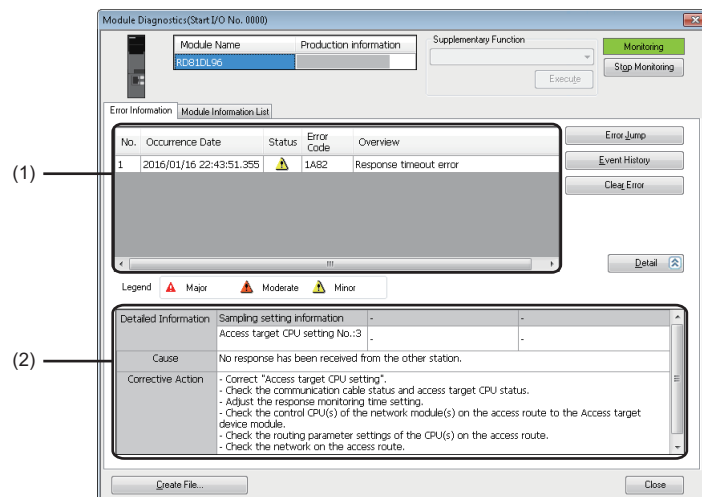 Module Diagnostics(Start I/O No. 0000)
Module Name Production information
RD81DL96
Supplementary Function
Execute
Monitoring
Stop Monitoring
Error Information Module Information List
No. Occurrence Date Status Error Code Overview
1 2016/01/16 22:43:51.355 1A82 Response timeout error
Error Jump
Event History
Clear Error
Detail
(1)
Legend Major Moderate Minor
(2)
Detailed Information Sampling setting information - -
Access target CPU setting No.:3 - -
Cause No response has been received from the other station.
Corrective Action - Correct "Access target CPU setting".
- Check the communication cable status and access target CPU status.
- Adjust the response monitoring time setting.
- Check the control CPU(s) of the network module(s) on the access route to the Access target
device module.
- Check the routing parameter settings of the CPU(s) on the access route.
- Check the network on the access route.
Create File...
Close